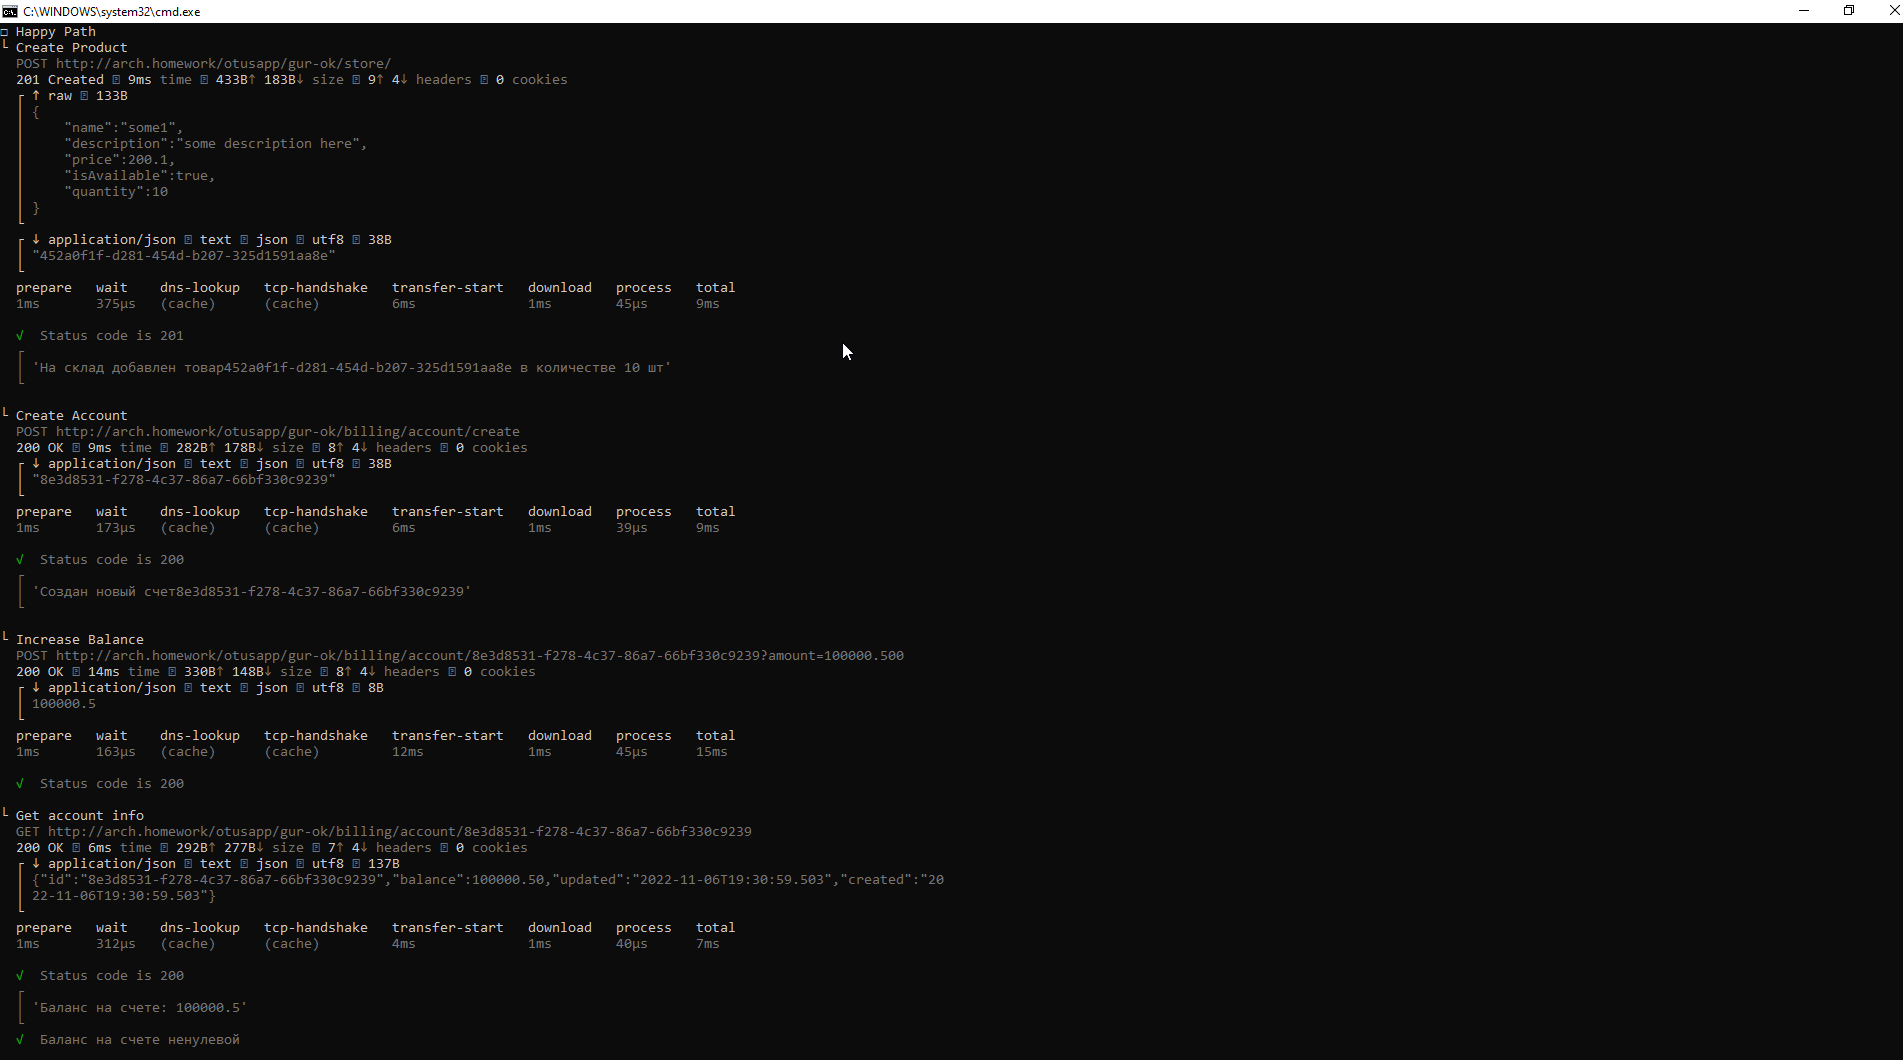 C:\WINDOWS\system32\cmd.exe
□ Happy Path
└ Create Product
POST http://arch.homework/otusapp/gur-ok/store/
201 Created ⍰ 9ms time ⍰ 433B↑ 183B↓ size ⍰ 9↑ 4↓ headers ⍰ 0 cookies
┌ ↑ raw ⍰ 133B
│ {
│     "name":"some1",
│     "description":"some description here",
│     "price":200.1,
│     "isAvailable":true,
│     "quantity":10
│ }
└
┌ ↓ application/json ⍰ text ⍰ json ⍰ utf8 ⍰ 38B
│ "452a0f1f-d281-454d-b207-325d1591aa8e"
└
prepare   wait    dns-lookup   tcp-handshake   transfer-start   download   process   total
1ms       375µs   (cache)      (cache)         6ms              1ms        45µs      9ms
√  Status code is 201
┌
│ 'На склад добавлен товар452a0f1f-d281-454d-b207-325d1591aa8e в количестве 10 шт'
└
└ Create Account
POST http://arch.homework/otusapp/gur-ok/billing/account/create
200 OK ⍰ 9ms time ⍰ 282B↑ 178B↓ size ⍰ 8↑ 4↓ headers ⍰ 0 cookies
┌ ↓ application/json ⍰ text ⍰ json ⍰ utf8 ⍰ 38B
│ "8e3d8531-f278-4c37-86a7-66bf330c9239"
└
prepare   wait    dns-lookup   tcp-handshake   transfer-start   download   process   total
1ms       173µs   (cache)      (cache)         6ms              1ms        39µs      9ms
√  Status code is 200
┌
│ 'Создан новый счет8e3d8531-f278-4c37-86a7-66bf330c9239'
└
└ Increase Balance
POST http://arch.homework/otusapp/gur-ok/billing/account/8e3d8531-f278-4c37-86a7-66bf330c9239?amount=100000.500
200 OK ⍰ 14ms time ⍰ 330B↑ 148B↓ size ⍰ 8↑ 4↓ headers ⍰ 0 cookies
┌ ↓ application/json ⍰ text ⍰ json ⍰ utf8 ⍰ 8B
│ 100000.5
└
prepare   wait    dns-lookup   tcp-handshake   transfer-start   download   process   total
1ms       163µs   (cache)      (cache)         12ms             1ms        45µs      15ms
√  Status code is 200
└ Get account info
GET http://arch.homework/otusapp/gur-ok/billing/account/8e3d8531-f278-4c37-86a7-66bf330c9239
200 OK ⍰ 6ms time ⍰ 292B↑ 277B↓ size ⍰ 7↑ 4↓ headers ⍰ 0 cookies
┌ ↓ application/json ⍰ text ⍰ json ⍰ utf8 ⍰ 137B
│ {"id":"8e3d8531-f278-4c37-86a7-66bf330c9239","balance":100000.50,"updated":"2022-11-06T19:30:59.503","created":"20
│ 22-11-06T19:30:59.503"}
└
prepare   wait    dns-lookup   tcp-handshake   transfer-start   download   process   total
1ms       312µs   (cache)      (cache)         4ms              1ms        40µs      7ms
√  Status code is 200
┌
│ 'Баланс на счете: 100000.5'
└
√  Баланс на счете ненулевой